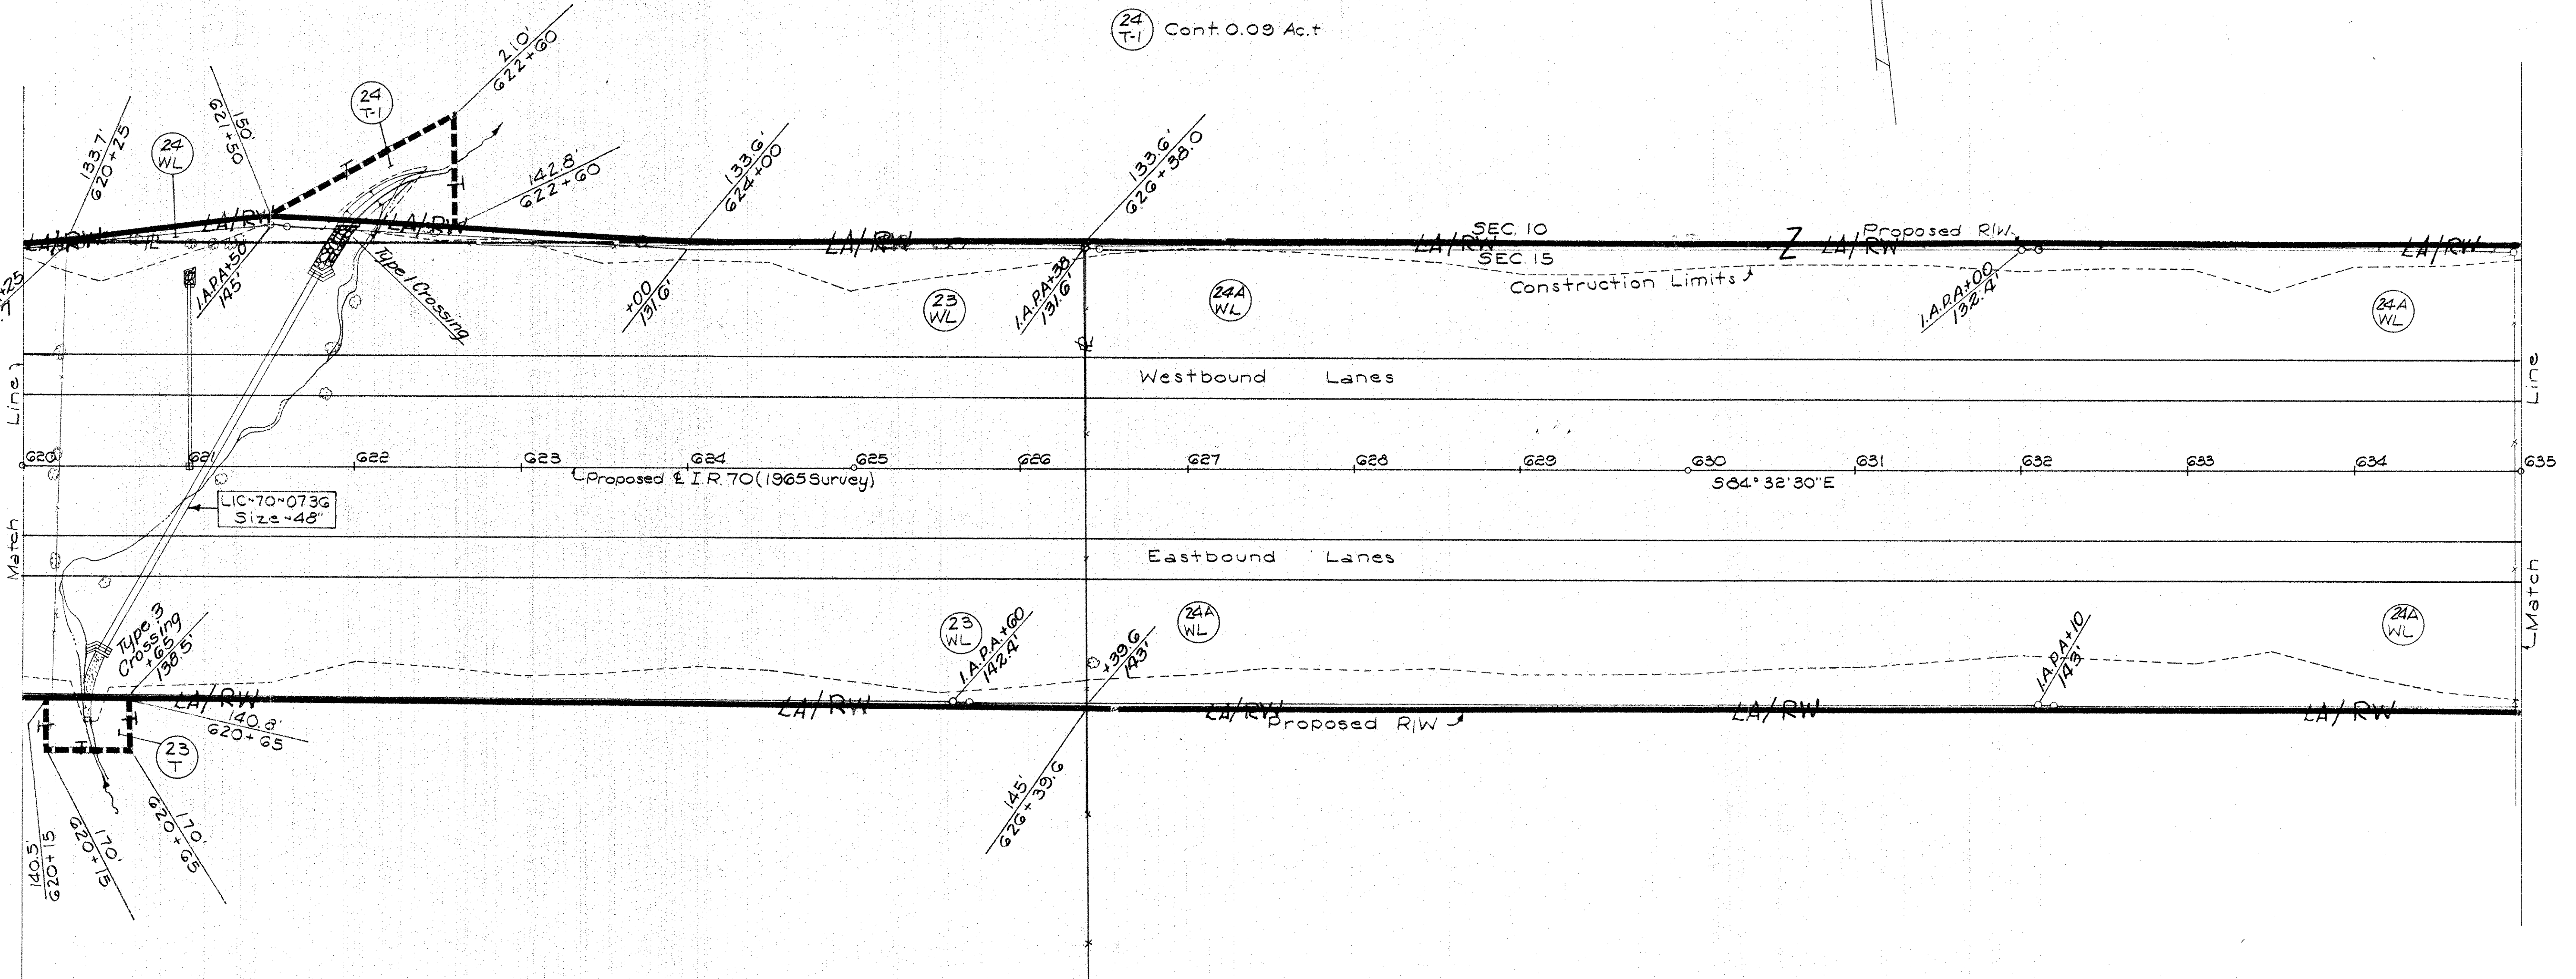 24
T-1
Cont. 0.09 Ac.±
210'
622+60
24
T-1
150'
621+50
133.7'
620+25
24
WL
142.8'
622+60
133.6'
624+00
133.6'
626+38.0
LA/RW
LA/RW
LA/RW
LA/RW
LA/RW
LA/RW
LA/RW
SEC. 10
SEC. 15
Z
Proposed R/W
Construction Limits
+25
I.A.P.A+50
145'
Type 1 Crossing
+00
131.6'
23
WL
I.A.P.A+38
131.6'
24A
WL
I.A.P.A+00
132.4'
24A
WL
Westbound Lanes
Match Line
Match Line
620
621
622
623
624
625
626
627
628
629
630
631
632
633
634
635
Proposed ℄ I.R. 70 (1965 Survey)
S84°32'30"E
LIC-70-0736
Size-48"
Eastbound Lanes
Type 3
Crossing
+65
138.5'
23
WL
I.A.P.A.+60
142.4'
24A
WL
+39.6
143'
I.A.P.A+10
143'
24A
WL
LA/RW
LA/RW
LA/RW
LA/RW
LA/RW
Proposed R/W
140.8'
620+65
23
T
145'
626+39.6
140.5'
620+15
170'
620+15
170'
620+65